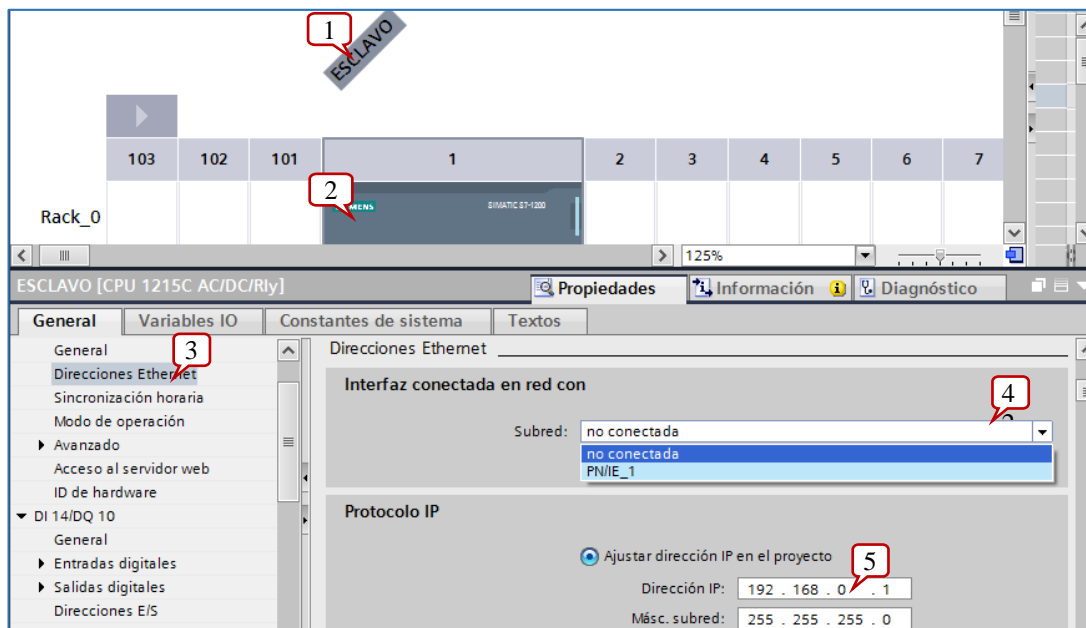 1
ESCLAVO
103 102 101 1 2 3 4 5 6 7
2
SIMATIC S7-1200
Rack_0
125%
ESCLAVO [CPU 1215C AC/DC/Rly] Propiedades Información Diagnóstico
General Variables IO Constantes de sistema Textos
General
3
Direcciones Ethernet
Sincronización horaria
Modo de operación
Avanzado
Acceso al servidor web
ID de hardware
DI 14/DQ 10
General
Entradas digitales
Salidas digitales
Direcciones E/S
Direcciones Ethernet
Interfaz conectada en red con
4
Subred: no conectada
no conectada
PN/IE_1
Protocolo IP
Ajustar dirección IP en el proyecto
5
Dirección IP: 192 . 168 . 0 . 1
Másc. subred: 255 . 255 . 255 . 0